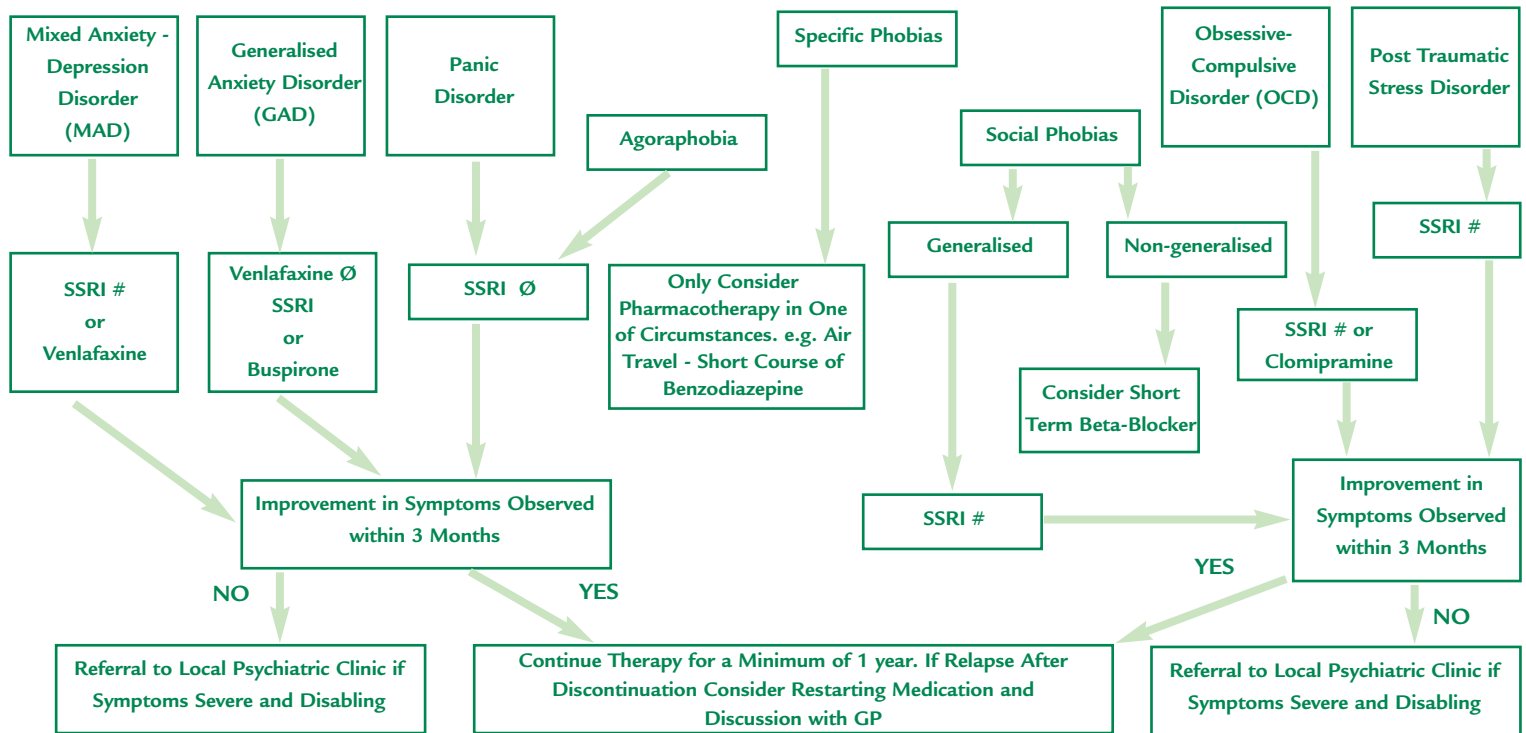 Mixed Anxiety -
Depression
Disorder
(MAD)
Generalised
Anxiety Disorder
(GAD)
Panic
Disorder
Agoraphobia
Specific Phobias
Social Phobias
Obsessive-
Compulsive
Disorder (OCD)
Post Traumatic
Stress Disorder
Generalised
Non-generalised
SSRI #
SSRI #
or
Venlafaxine
Venlafaxine Ø
SSRI
or
Buspirone
SSRI Ø
Only Consider
Pharmacotherapy in One
of Circumstances. e.g. Air
Travel - Short Course of
Benzodiazepine
Consider Short
Term Beta-Blocker
SSRI # or
Clomipramine
Improvement in Symptoms Observed
within 3 Months
SSRI #
Improvement in
Symptoms Observed
within 3 Months
NO
YES
YES
NO
Referral to Local Psychiatric Clinic if
Symptoms Severe and Disabling
Continue Therapy for a Minimum of 1 year. If Relapse After
Discontinuation Consider Restarting Medication and
Discussion with GP
Referral to Local Psychiatric Clinic if
Symptoms Severe and Disabling